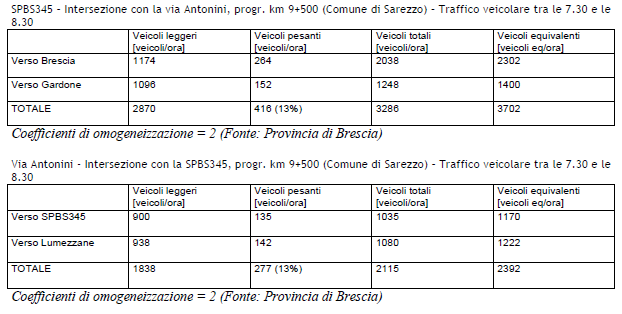 SPBS345 - Intersezione con la via Antonini, progr. km 9+500 (Comune di Sarezzo) - Traffico veicolare tra le 7.30 e le
8.30
Veicoli leggeri Veicoli pesanti Veicoli totali Veicoli equivalenti
[veicoli/ora] [veicoli/ora] [veicoli/ora] [veicoli eq/ora]
Verso Brescia 1174 264 2038 2302
Verso Gardone 1096 152 1248 1400
TOTALE 2870 416 (13%) 3286 3702
Coefficienti di omogeneizzazione = 2 (Fonte: Provincia di Brescia)
Via Antonini - Intersezione con la SPBS345, progr. km 9+500 (Comune di Sarezzo) - Traffico veicolare tra le 7.30 e le
8.30
Veicoli leggeri Veicoli pesanti Veicoli totali Veicoli equivalenti
[veicoli/ora] [veicoli/ora] [veicoli/ora] [veicoli eq/ora]
Verso SPBS345 900 135 1035 1170
Verso Lumezzane 938 142 1080 1222
TOTALE 1838 277 (13%) 2115 2392
Coefficienti di omogeneizzazione = 2 (Fonte: Provincia di Brescia)